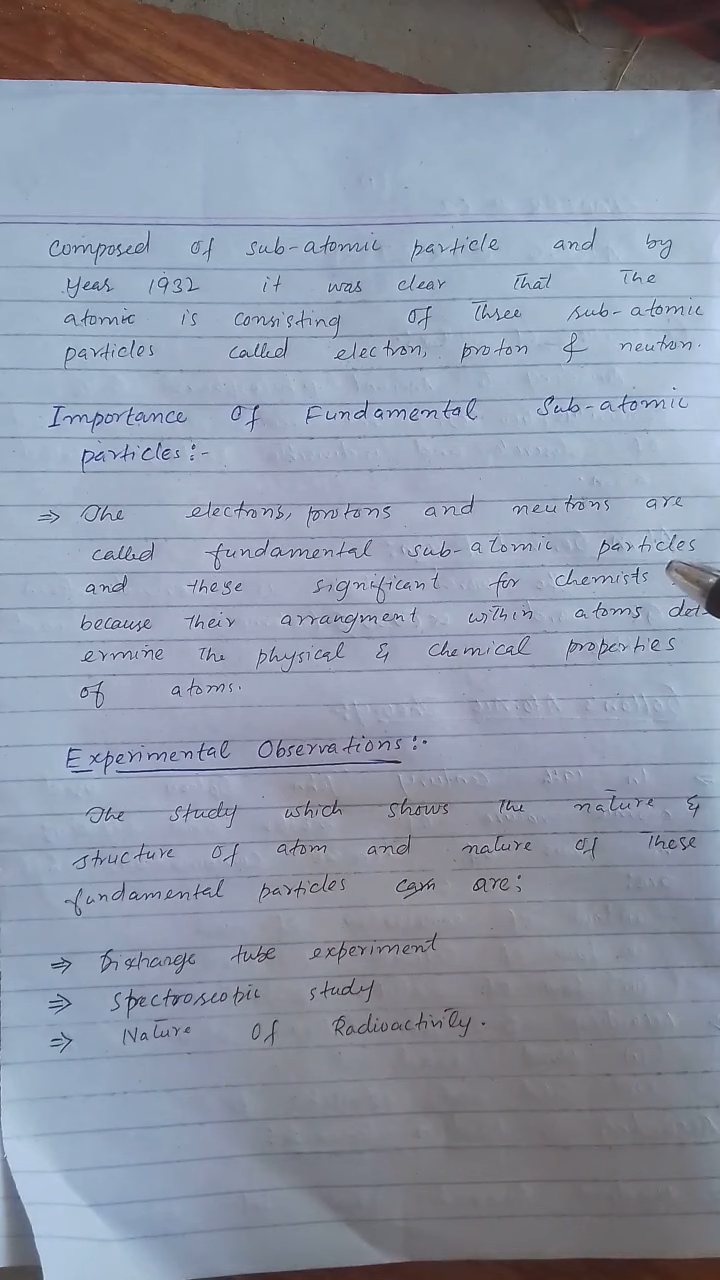 Composed of sub-atomic particle and by
Year 1932 it was clear that the
atomic is consisting of three sub-atomic
particles called electron, proton & neutron.
Importance of Fundamental Sub-atomic
particles:-
⇒ The electrons, protons and neutrons are
called fundamental sub-atomic particles
and these significant for chemists
because their arrangment within atoms det-
ermine the physical & chemical properties
of atoms.
Experimental Observations:-
The study which shows the nature &
structure of atom and nature of these
fundamental particles are:
⇒ Discharge tube experiment
⇒ Spectroscopic study
⇒ Nature of Radioactivity.